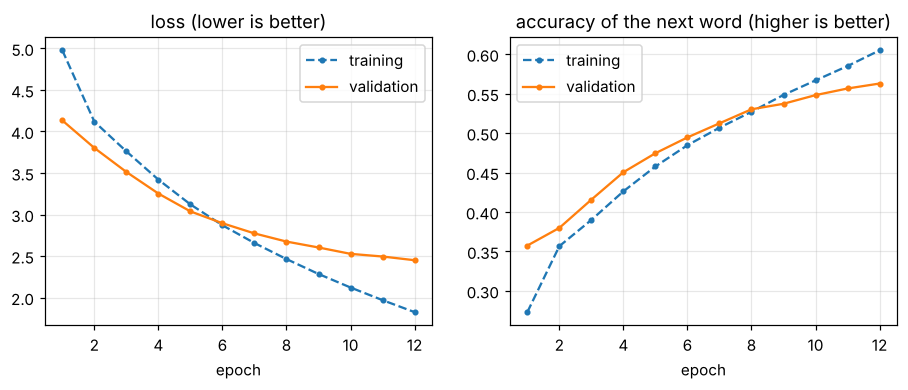 loss (lower is better)
5.0
4.5
4.0
3.5
3.0
2.5
2.0
training
validation
2 4 6 8 10 12
epoch
accuracy of the next word (higher is better)
0.60
0.55
0.50
0.45
0.40
0.35
0.30
training
validation
2 4 6 8 10 12
epoch